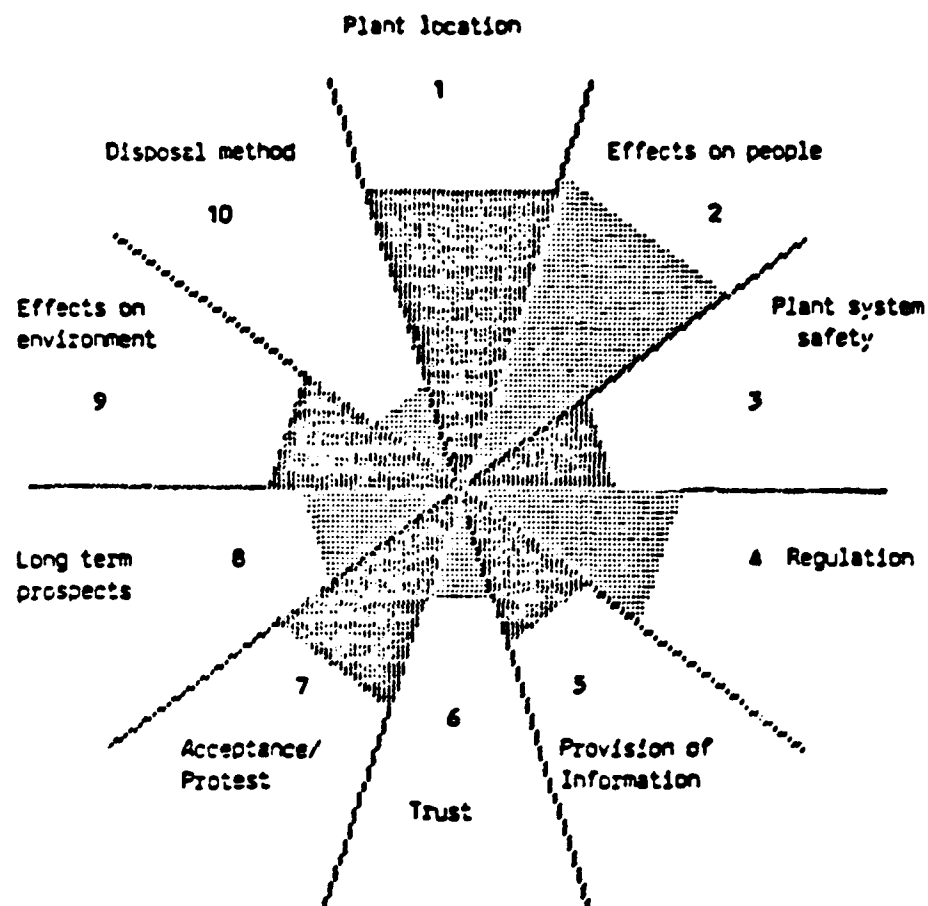 Plant location
1
Disposal method
10
Effects on people
2
Effects on
environment
9
Plant system
safety
3
Long term
prospects
8
4 Regulation
7
Acceptance/
Protest
6
Trust
5
Provision of
Information